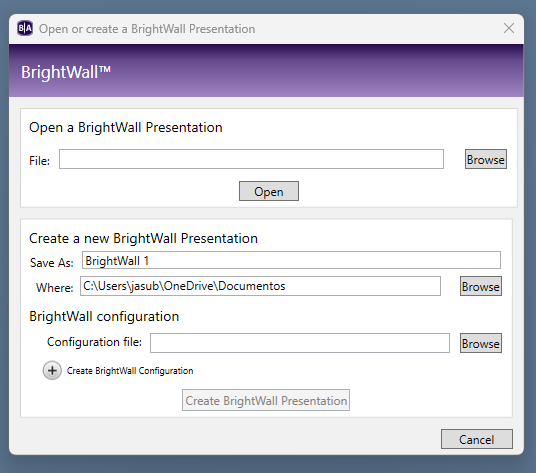 B|A Open or create a BrightWall Presentation
BrightWall™
Open a BrightWall Presentation
File: Browse
Open
Create a new BrightWall Presentation
Save As: BrightWall 1
Where: C:\Users\jasub\OneDrive\Documentos Browse
BrightWall configuration
Configuration file: Browse
Create BrightWall Configuration
Create BrightWall Presentation
Cancel